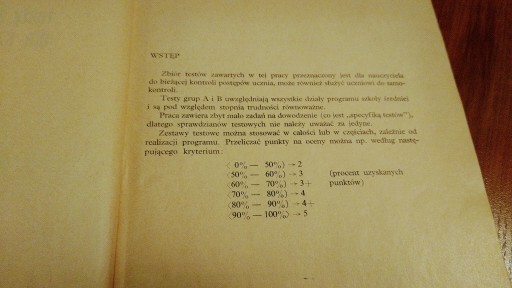 WSTĘP
Zbiór testów zawartych w tej pracy przeznaczony jest dla nauczyciela
do bieżącej kontroli postępów ucznia, może również służyć uczniowi do samo-
kontroli.
Testy grup A i B uwzględniają wszystkie działy programu szkoły średniej
i są pod względem stopnia trudności równoważne.
Praca zawiera zbyt mało zadań na dowodzenie (co jest „specyfiką testów”),
dlatego sprawdzianów testowych nie należy uważać za jedyne.
Zestawy testowe można stosować w całości lub w częściach, zależnie od
realizacji programu. Przeliczać punkty na oceny można np. według nastę-
pującego kryterium:
⟨ 0% — 50%) → 2
⟨50% — 60%) → 3 (procent uzyskanych
⟨60% — 70%) → 3+ punktów)
⟨70% — 80%) → 4
⟨80% — 90%) → 4+
⟨90% — 100%⟩ → 5